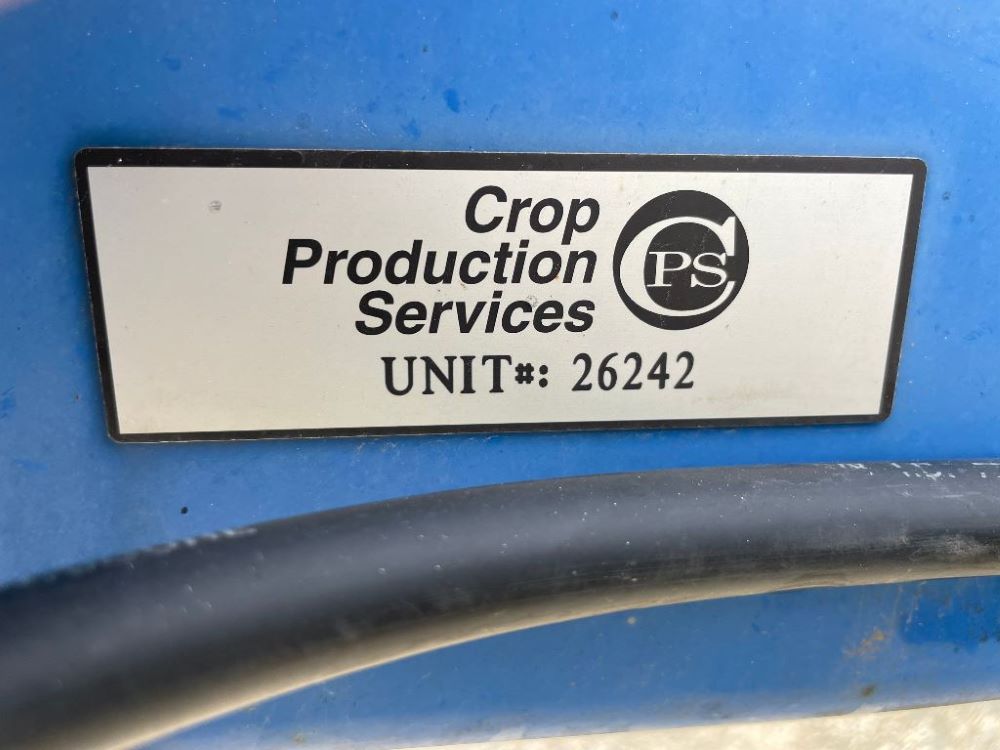 Crop
Production
Services
CPS
UNIT#: 26242